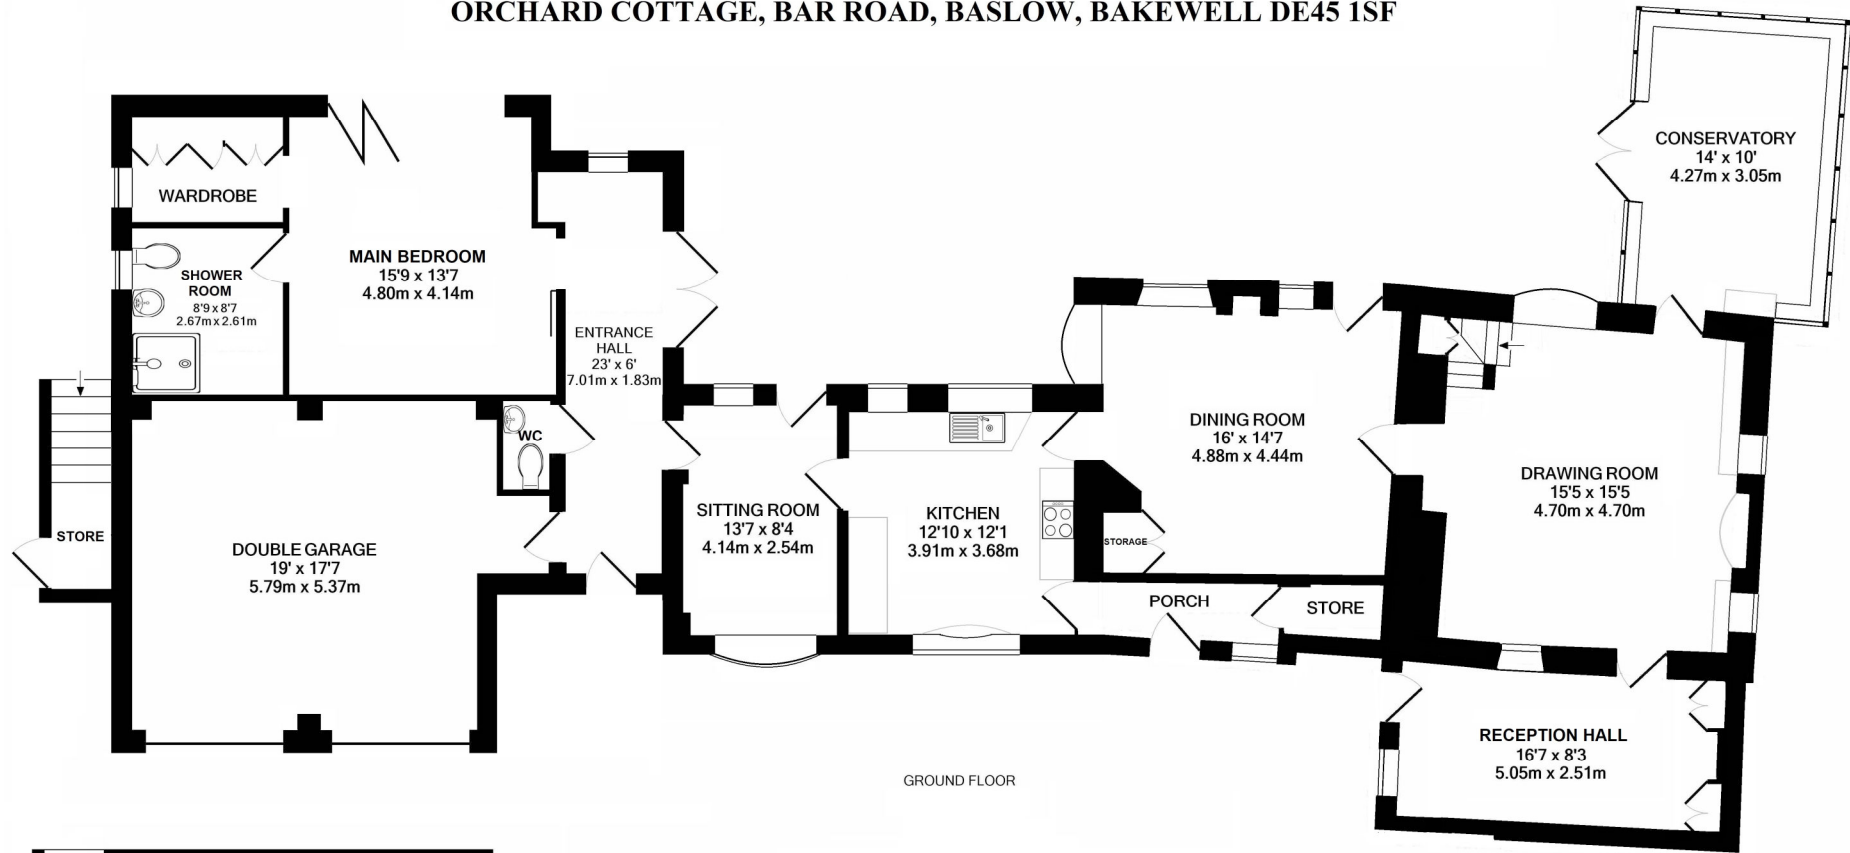 ORCHARD COTTAGE, BAR ROAD, BASLOW, BAKEWELL DE45 1SF
CONSERVATORY
14' x 10'
4.27m x 3.05m
WARDROBE
MAIN BEDROOM
15'9 x 13'7
4.80m x 4.14m
SHOWER
ROOM
8'9 x 8'7
2.67m x 2.61m
ENTRANCE
HALL
23' x 6'
7.01m x 1.83m
WC
DINING ROOM
16' x 14'7
4.88m x 4.44m
DRAWING ROOM
15'5 x 15'5
4.70m x 4.70m
SITTING ROOM
13'7 x 8'4
4.14m x 2.54m
KITCHEN
12'10 x 12'1
3.91m x 3.68m
STORAGE
STORE
DOUBLE GARAGE
19' x 17'7
5.79m x 5.37m
PORCH
STORE
RECEPTION HALL
16'7 x 8'3
5.05m x 2.51m
GROUND FLOOR